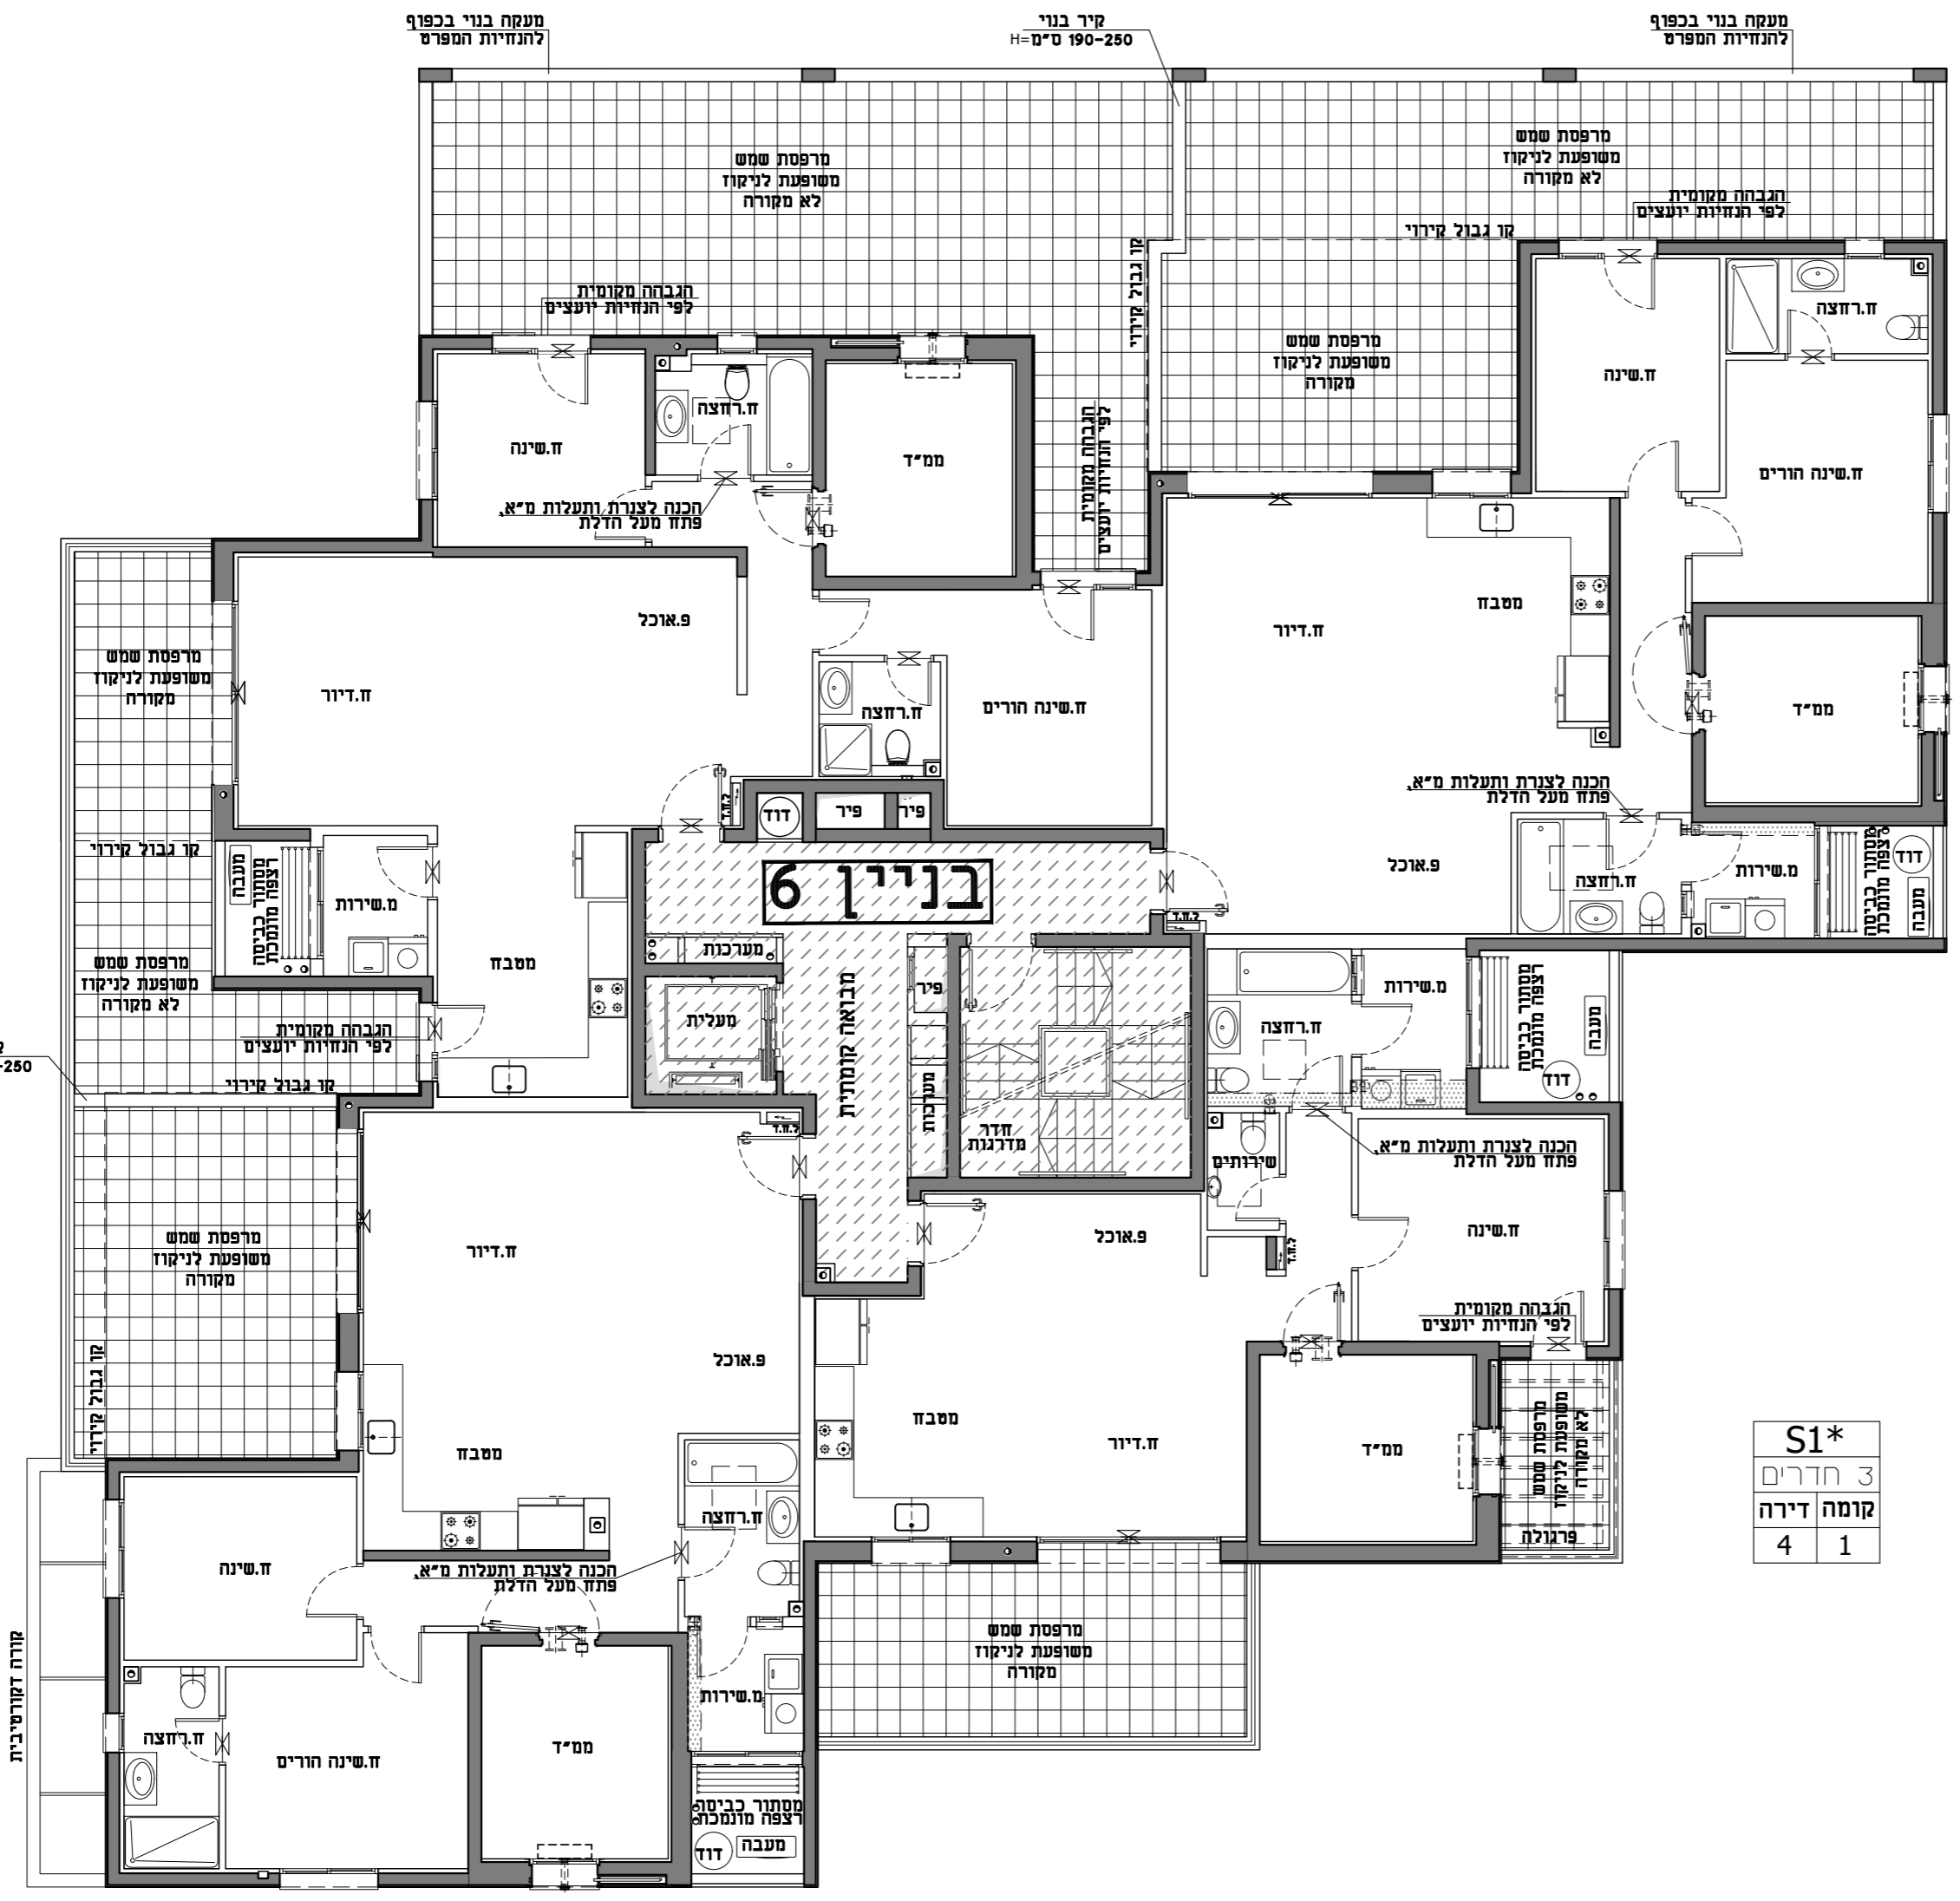 מעקה בנוי בכפוף
להנחיות המפרט
קיר בנוי
H=190-250 ס״מ
מעקה בנוי בכפוף
להנחיות המפרט
מרפסת שמש
משופעת לניקוז
לא מקורה
מרפסת שמש
משופעת לניקוז
לא מקורה
הגבהה מקומית
לפי הנחיות יועצים
קו גבול קירוי
קו גבול קירוי
הגבהה מקומית
לפי הנחיות יועצים
מרפסת שמש
משופעת לניקוז
מקורה
ח.רחצה
ח.שינה
ח.שינה הורים
ח.רחצה
ח.שינה
ממ״ד
הגבהה מקומית
לפי הנחיות יועצים
הכנה לצנרת ותעלות מ״א,
פתח מעל הדלת
פ.אוכל
ח.דיור
מטבח
ח.דיור
מרפסת שמש
משופעת לניקוז
מקורה
ח.רחצה
ח.שינה הורים
ממ״ד
הכנה לצנרת ותעלות מ״א,
פתח מעל הדלת
ל.ח.ד
דוד
פיר
פיר
קו גבול קירוי
מעבה
מסתור כביסה
רצפה מונמכת
מ.שירות
בניין 6
פ.אוכל
ח.רחצה
מ.שירות
מסתור כביסה
רצפה מונמכת
דוד
מעבה
ל.ח.ד
מטבח
מערכות
מרפסת שמש
משופעת לניקוז
לא מקורה
מעלית
מבואה קומתית
פיר
מ.שירות
ח.רחצה
מסתור כביסה
רצפה מונמכת
מעבה
דוד
הגבהה מקומית
לפי הנחיות יועצים
-250
קו גבול קירוי
מערכות
חדר
מדרגות
ל.ח.ד
שירותים
הכנה לצנרת ותעלות מ״א,
פתח מעל הדלת
מרפסת שמש
משופעת לניקוז
מקורה
ח.דיור
פ.אוכל
ח.שינה
ל.ח.ד
הגבהה מקומית
לפי הנחיות יועצים
קו גבול קירוי
פ.אוכל
מטבח
מטבח
ח.דיור
ממ״ד
מרפסת שמש
משופעת לניקוז
לא מקורה
פרגולה
S1*
3 חדרים
קומה דירה
1 4
ח.רחצה
ח.שינה
הכנה לצנרת ותעלות מ״א,
פתח מעל הדלת
מרפסת שמש
משופעת לניקוז
מקורה
קורה דקורטיבית
ח.רחצה
ח.שינה הורים
ממ״ד
מ.שירות
מסתור כביסה
רצפה מונמכת
מעבה
דוד